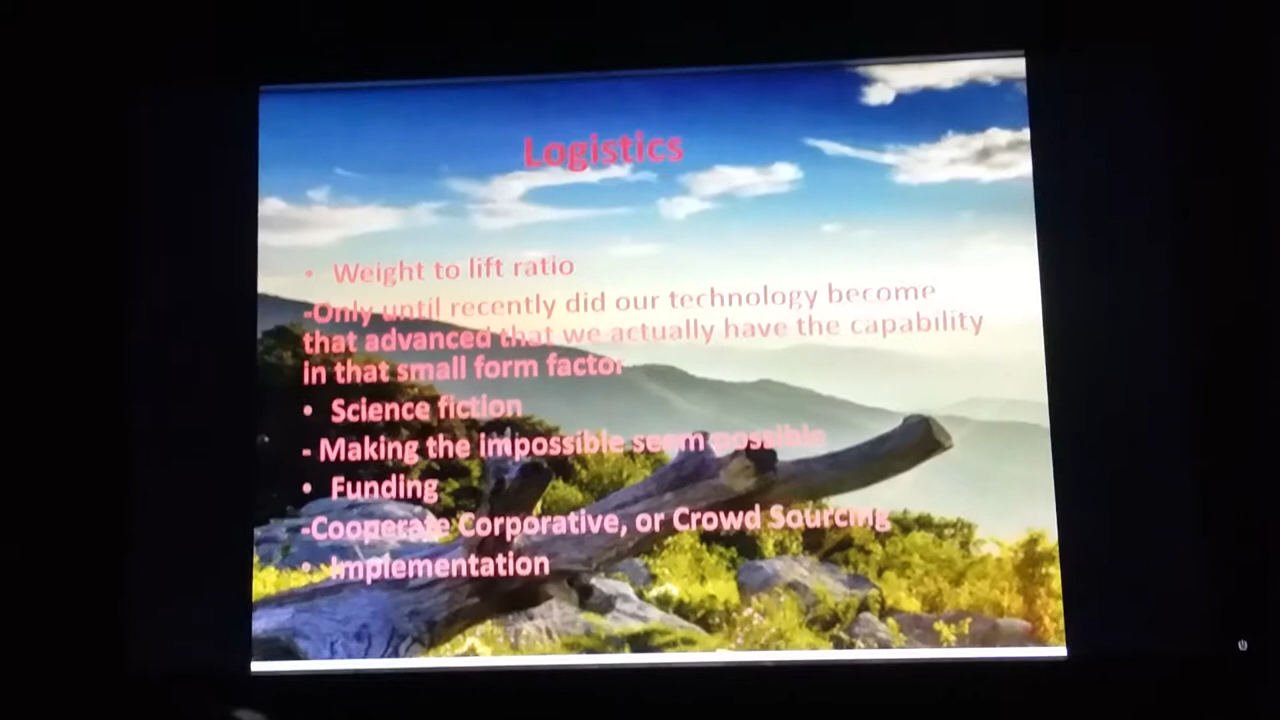 Logistics
• Weight to lift ratio
-Only until recently did our technology become
that advanced that we actually have the capability
in that small form factor
• Science fiction
- Making the impossible seem possible
• Funding
-Cooperate Corporative, or Crowd Sourcing
• Implementation